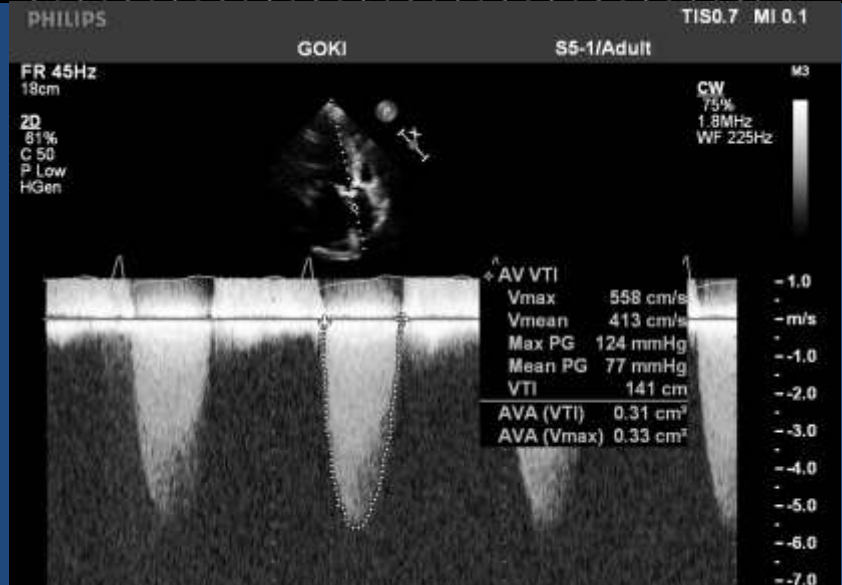 PHILIPS
TIS0.7 MI 0.1
GOKI
S5-1/Adult
FR 45Hz
18cm
2D
61%
C 50
P Low
HGen
M3
CW
75%
1.8MHz
WF 225Hz
AV VTI
Vmax 558 cm/s
Vmean 413 cm/s
Max PG 124 mmHg
Mean PG 77 mmHg
VTI 141 cm
AVA (VTI) 0.31 cm²
AVA (Vmax) 0.33 cm²
1.0
m/s
-1.0
-2.0
-3.0
-4.0
-5.0
-6.0
-7.0